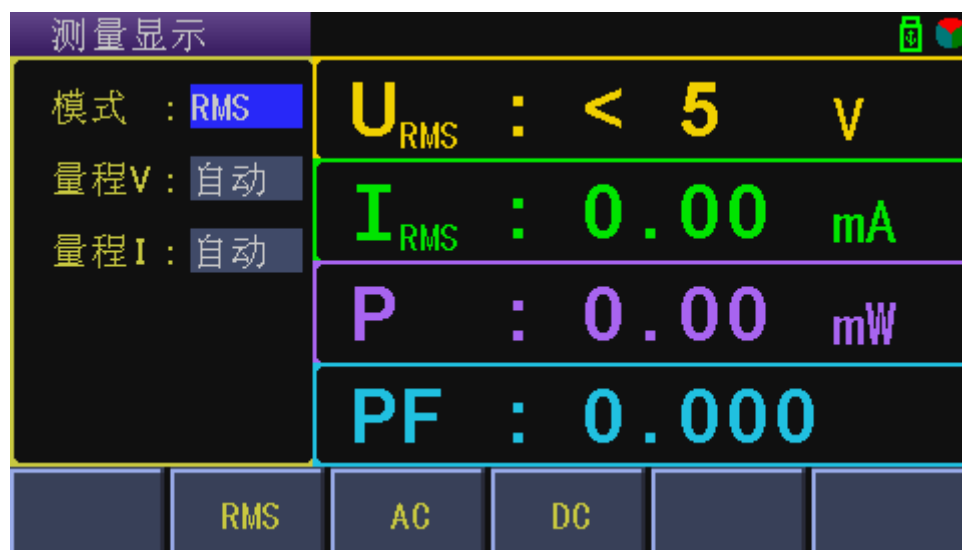 测量显示
模式 : RMS
量程V : 自动
量程I : 自动
URMS : < 5 V
IRMS : 0.00 mA
P : 0.00 mW
PF : 0.000
RMS AC DC